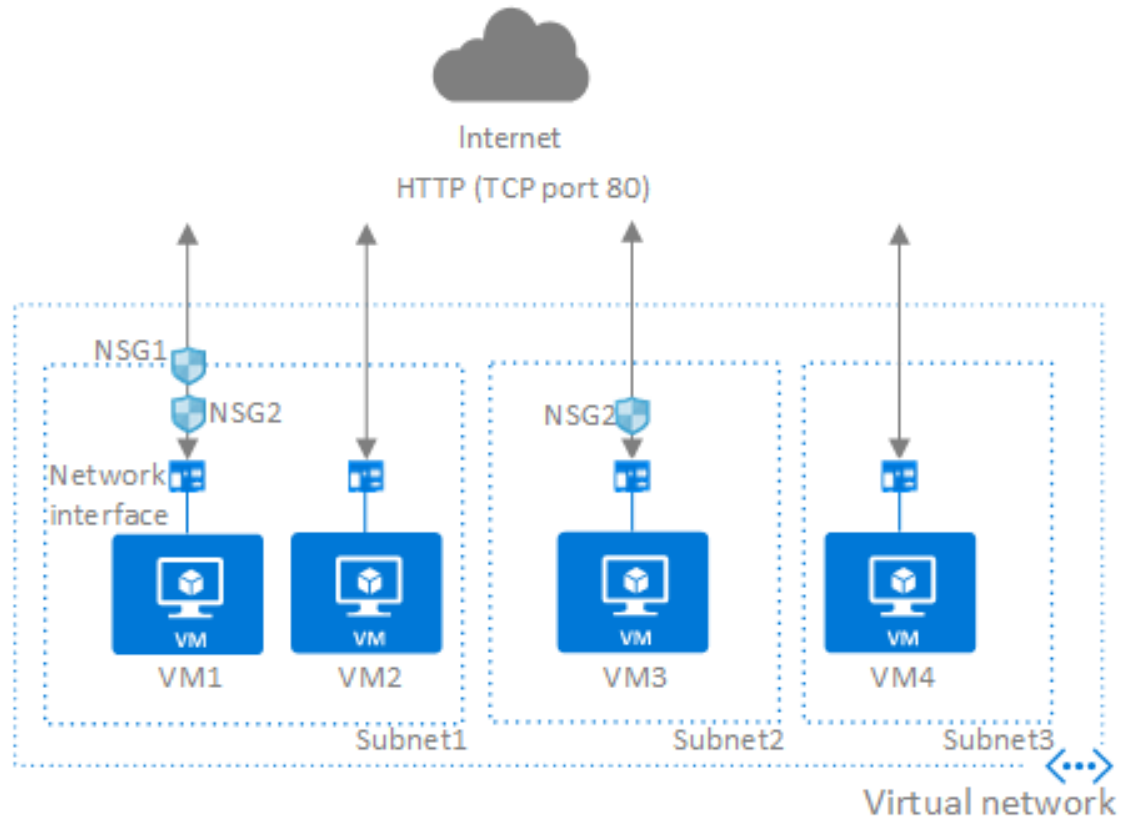 Internet
HTTP (TCP port 80)
NSG1
NSG2
NSG2
Network
interface
VM
VM
VM
VM
VM1
VM2
VM3
VM4
Subnet1
Subnet2
Subnet3
Virtual network